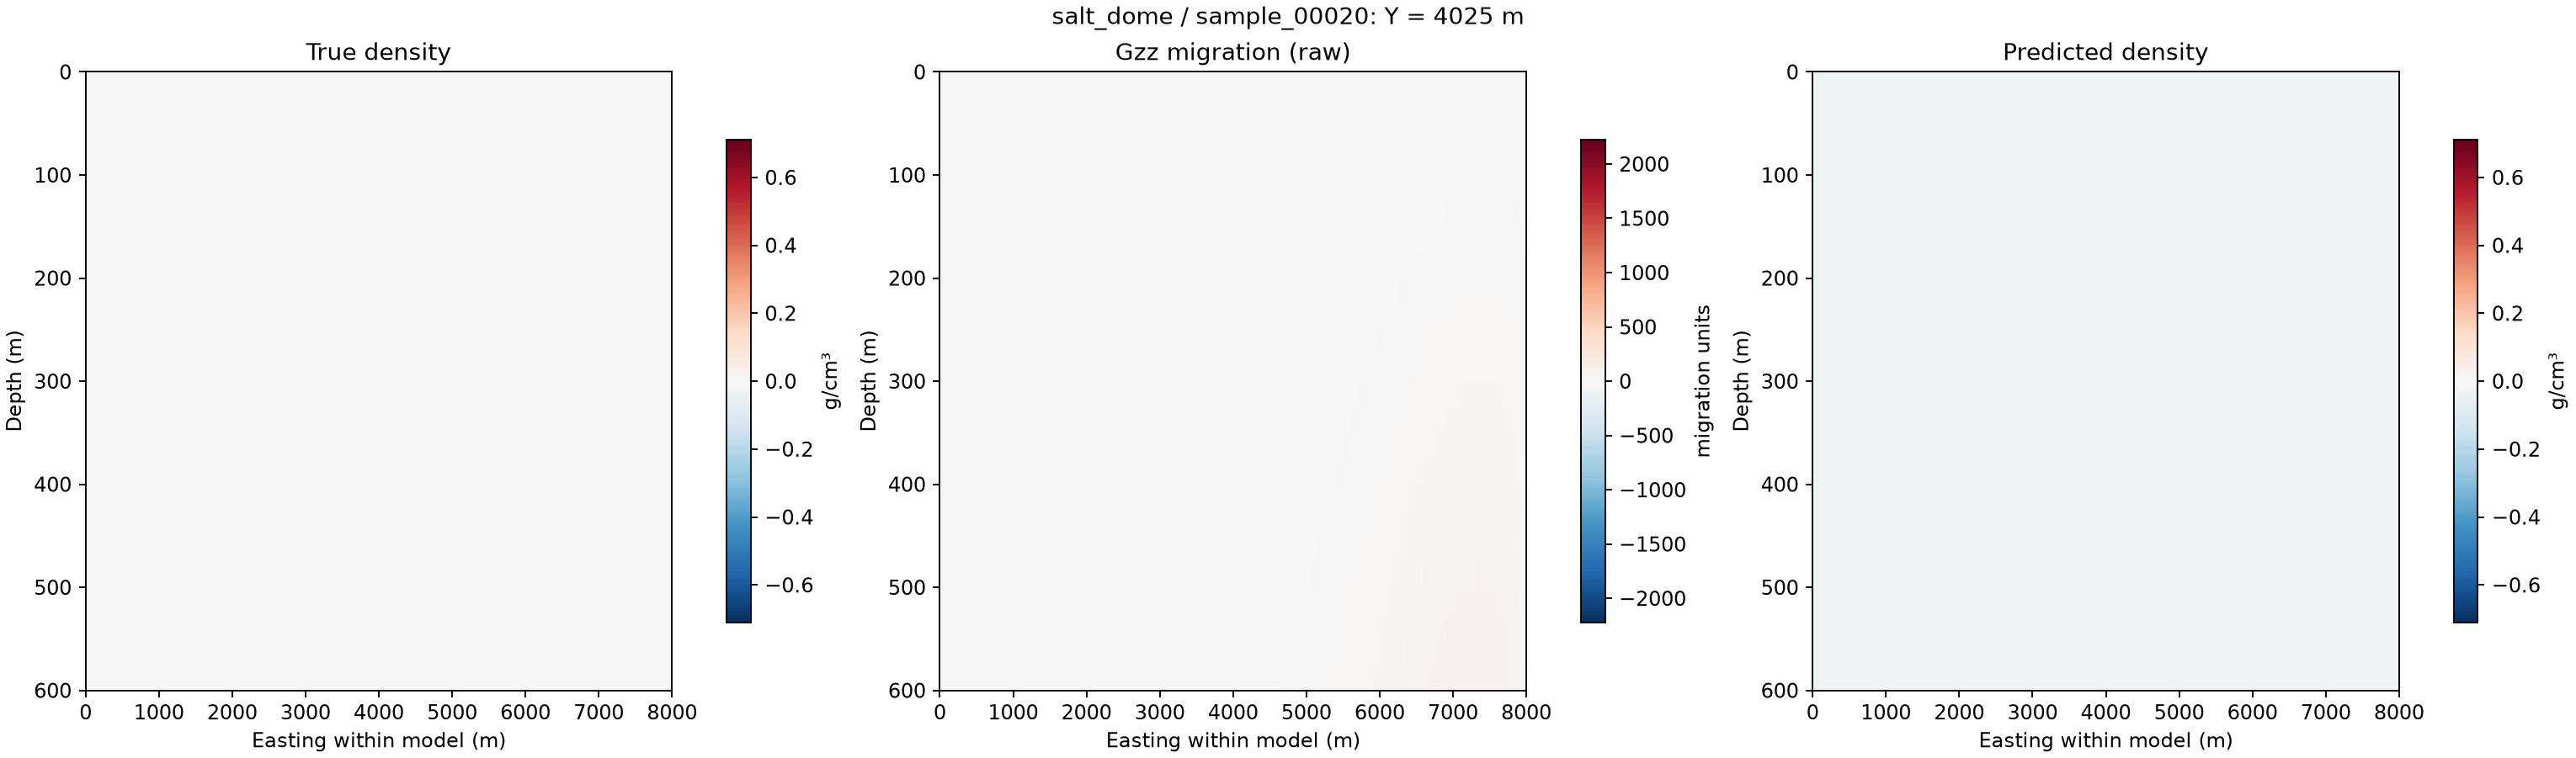 salt_dome / sample_00020: Y = 4025 m
True density
0
100
200
300
400
500
600
Depth (m)
0 1000 2000 3000 4000 5000 6000 7000 8000
Easting within model (m)
0.6
0.4
0.2
0.0
−0.2
−0.4
−0.6
g/cm³
Gzz migration (raw)
0
100
200
300
400
500
600
Depth (m)
0 1000 2000 3000 4000 5000 6000 7000 8000
Easting within model (m)
2000
1500
1000
500
0
−500
−1000
−1500
−2000
migration units
Predicted density
0
100
200
300
400
500
600
Depth (m)
0 1000 2000 3000 4000 5000 6000 7000 8000
Easting within model (m)
0.6
0.4
0.2
0.0
−0.2
−0.4
−0.6
g/cm³